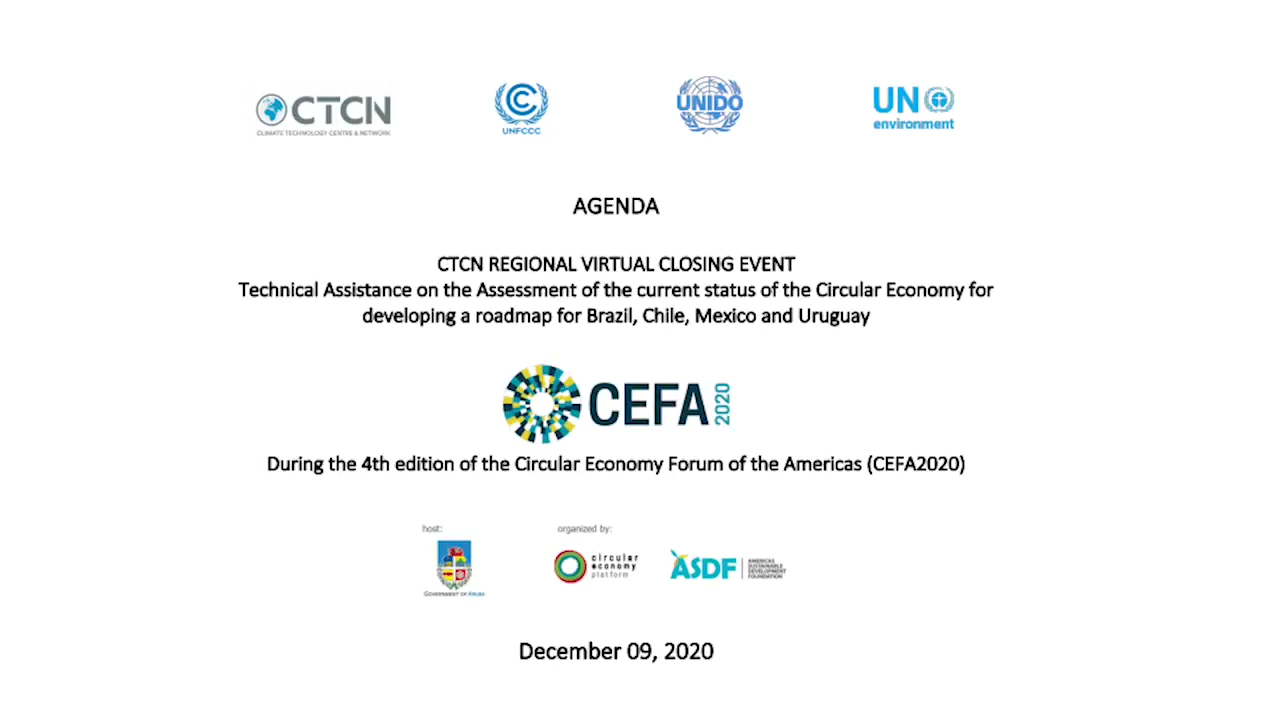 CTCN
CLIMATE TECHNOLOGY CENTRE & NETWORK
UNFCCC
UNIDO
UN
environment
AGENDA
CTCN REGIONAL VIRTUAL CLOSING EVENT
Technical Assistance on the Assessment of the current status of the Circular Economy for
developing a roadmap for Brazil, Chile, Mexico and Uruguay
CEFA 2020
During the 4th edition of the Circular Economy Forum of the Americas (CEFA2020)
host:
organized by:
GOVERNMENT OF ARUBA
circular
economy
platform
ASDF
AMERICAS
SUSTAINABLE
DEVELOPMENT
FOUNDATION
December 09, 2020